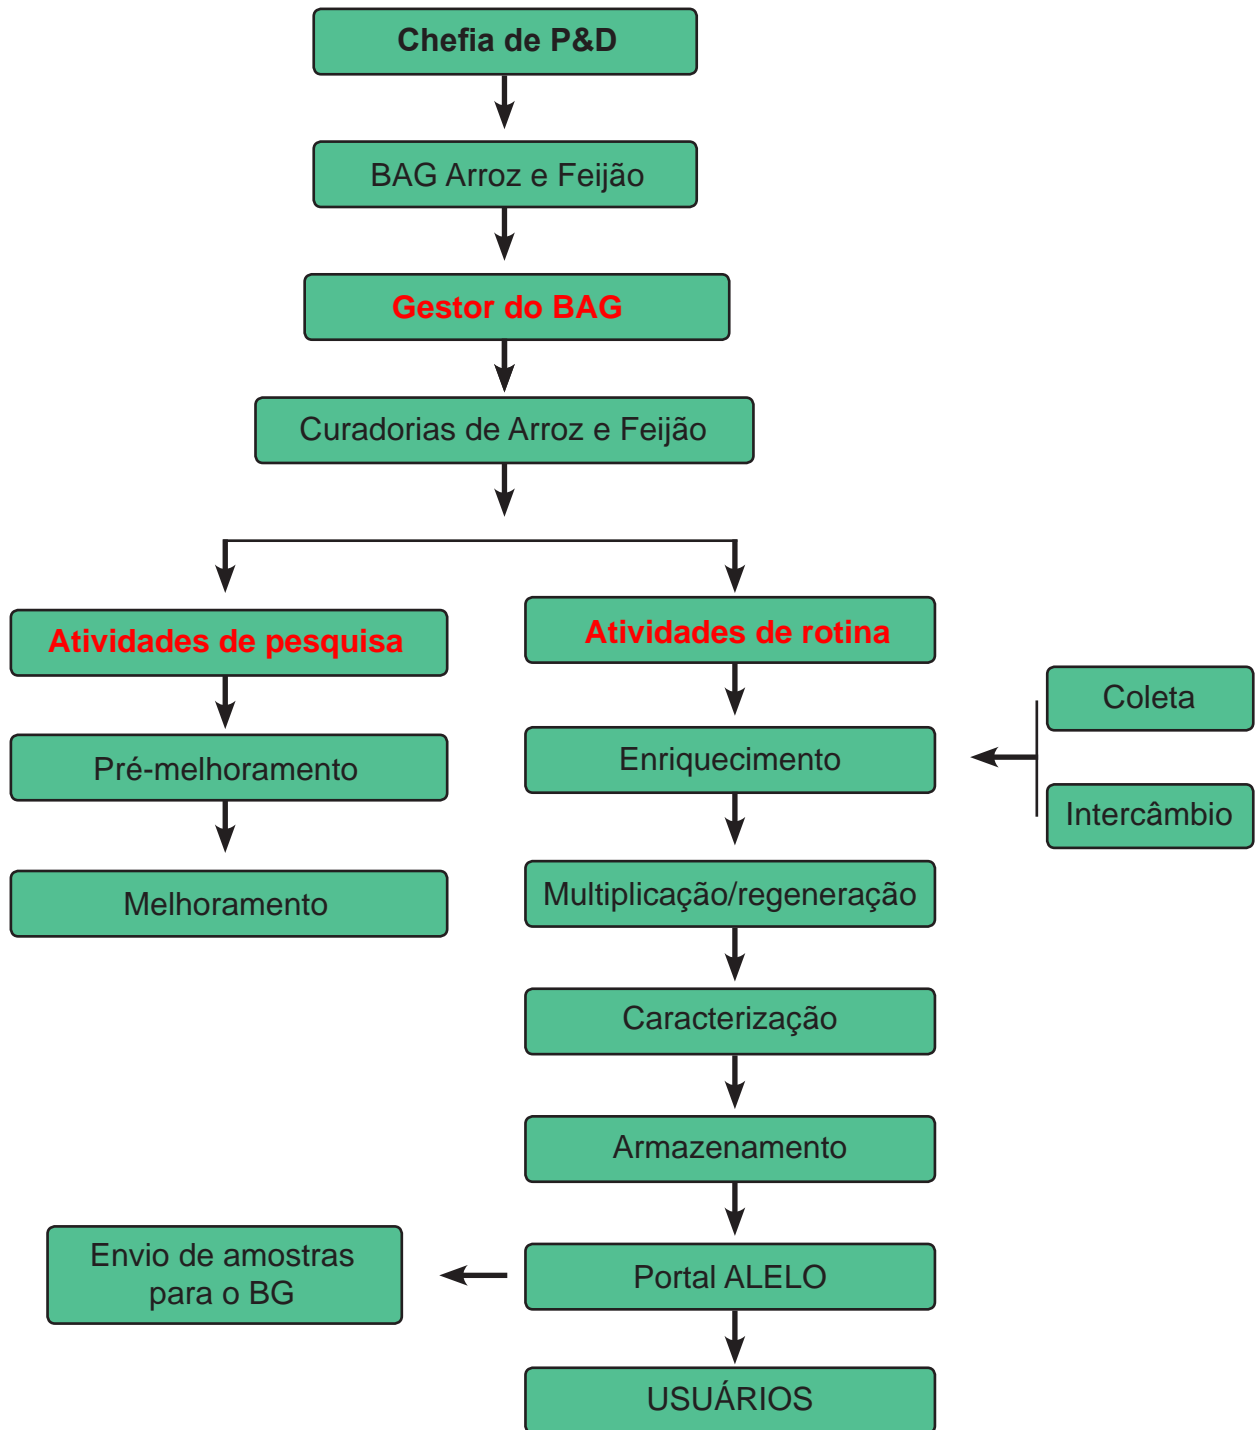 Chefia de P&D
BAG Arroz e Feijão
Gestor do BAG
Curadorias de Arroz e Feijão
Atividades de pesquisa
Pré-melhoramento
Melhoramento
Atividades de rotina
Enriquecimento
Coleta
Intercâmbio
Multiplicação/regeneração
Caracterização
Armazenamento
Portal ALELO
Envio de amostras
para o BG
USUÁRIOS